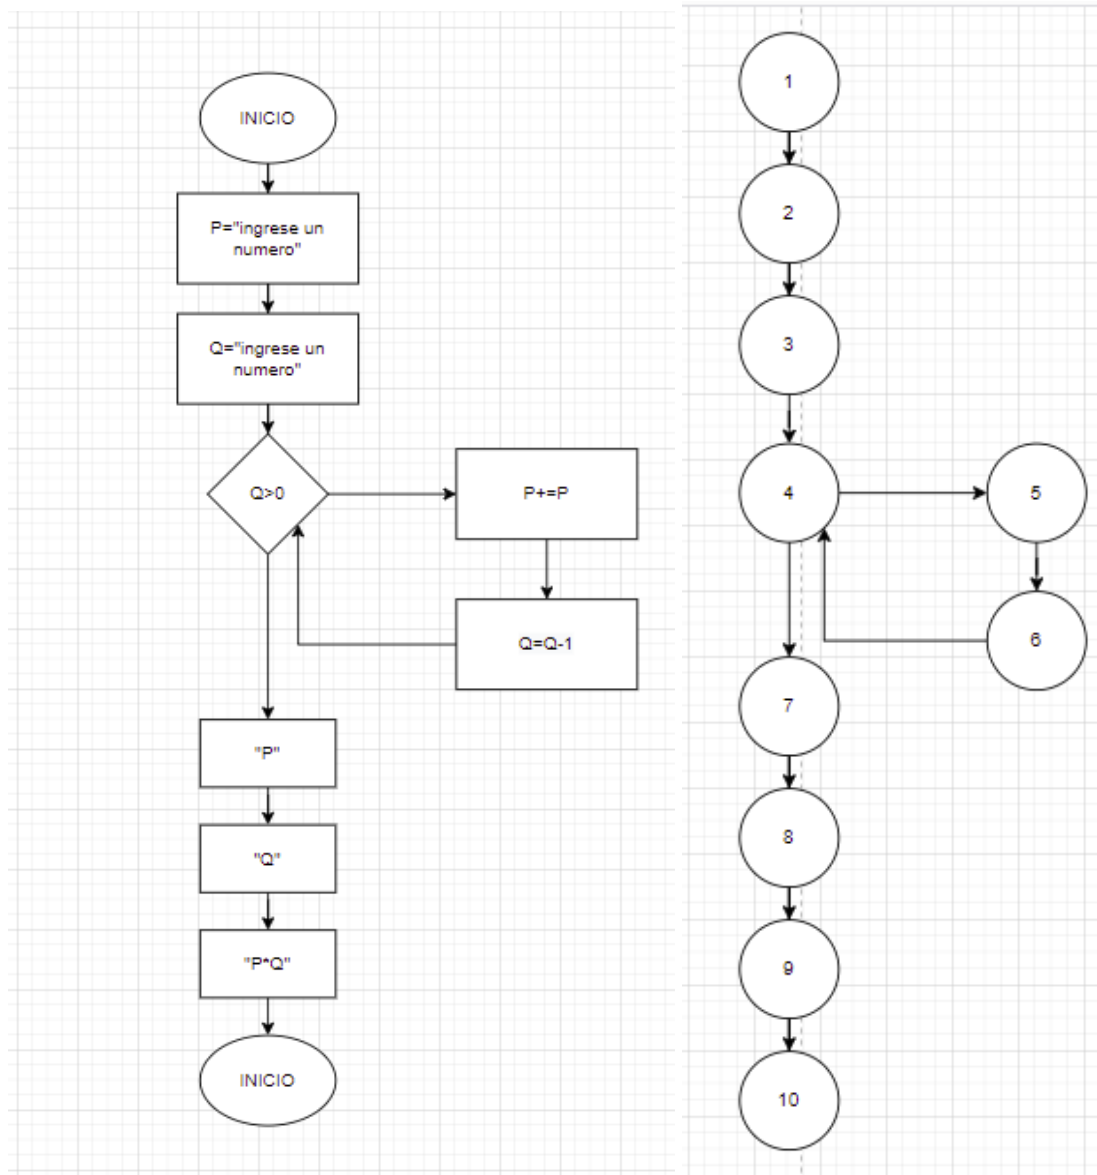 INICIO
P="ingrese un
numero"
Q="ingrese un
numero"
Q>0
P+=P
Q=Q-1
"P"
"Q"
"P*Q"
INICIO
1
2
3
4
5
6
7
8
9
10